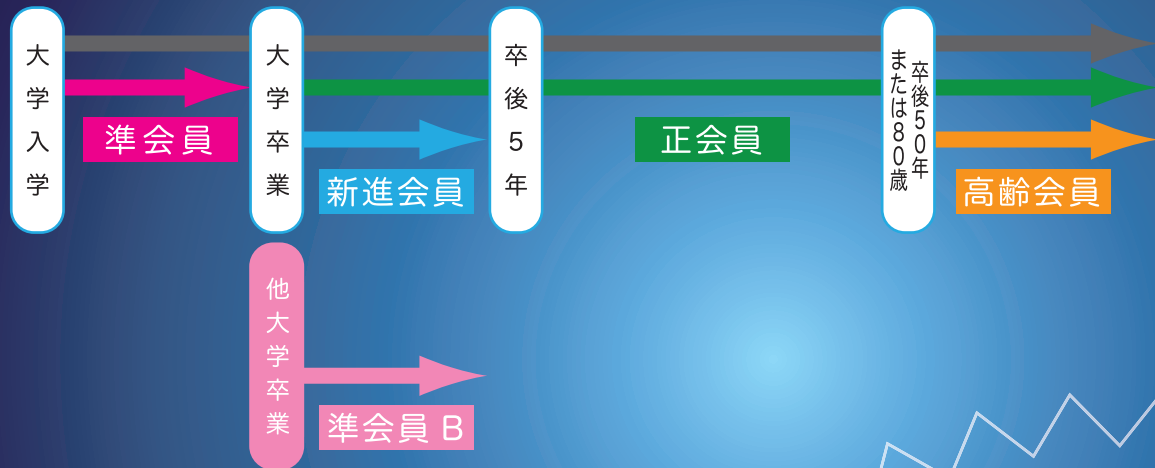 大学入学
大学卒業
卒後5年
卒後50年
または80歳
準会員
正会員
新進会員
高齢会員
他大学卒業
準会員 B